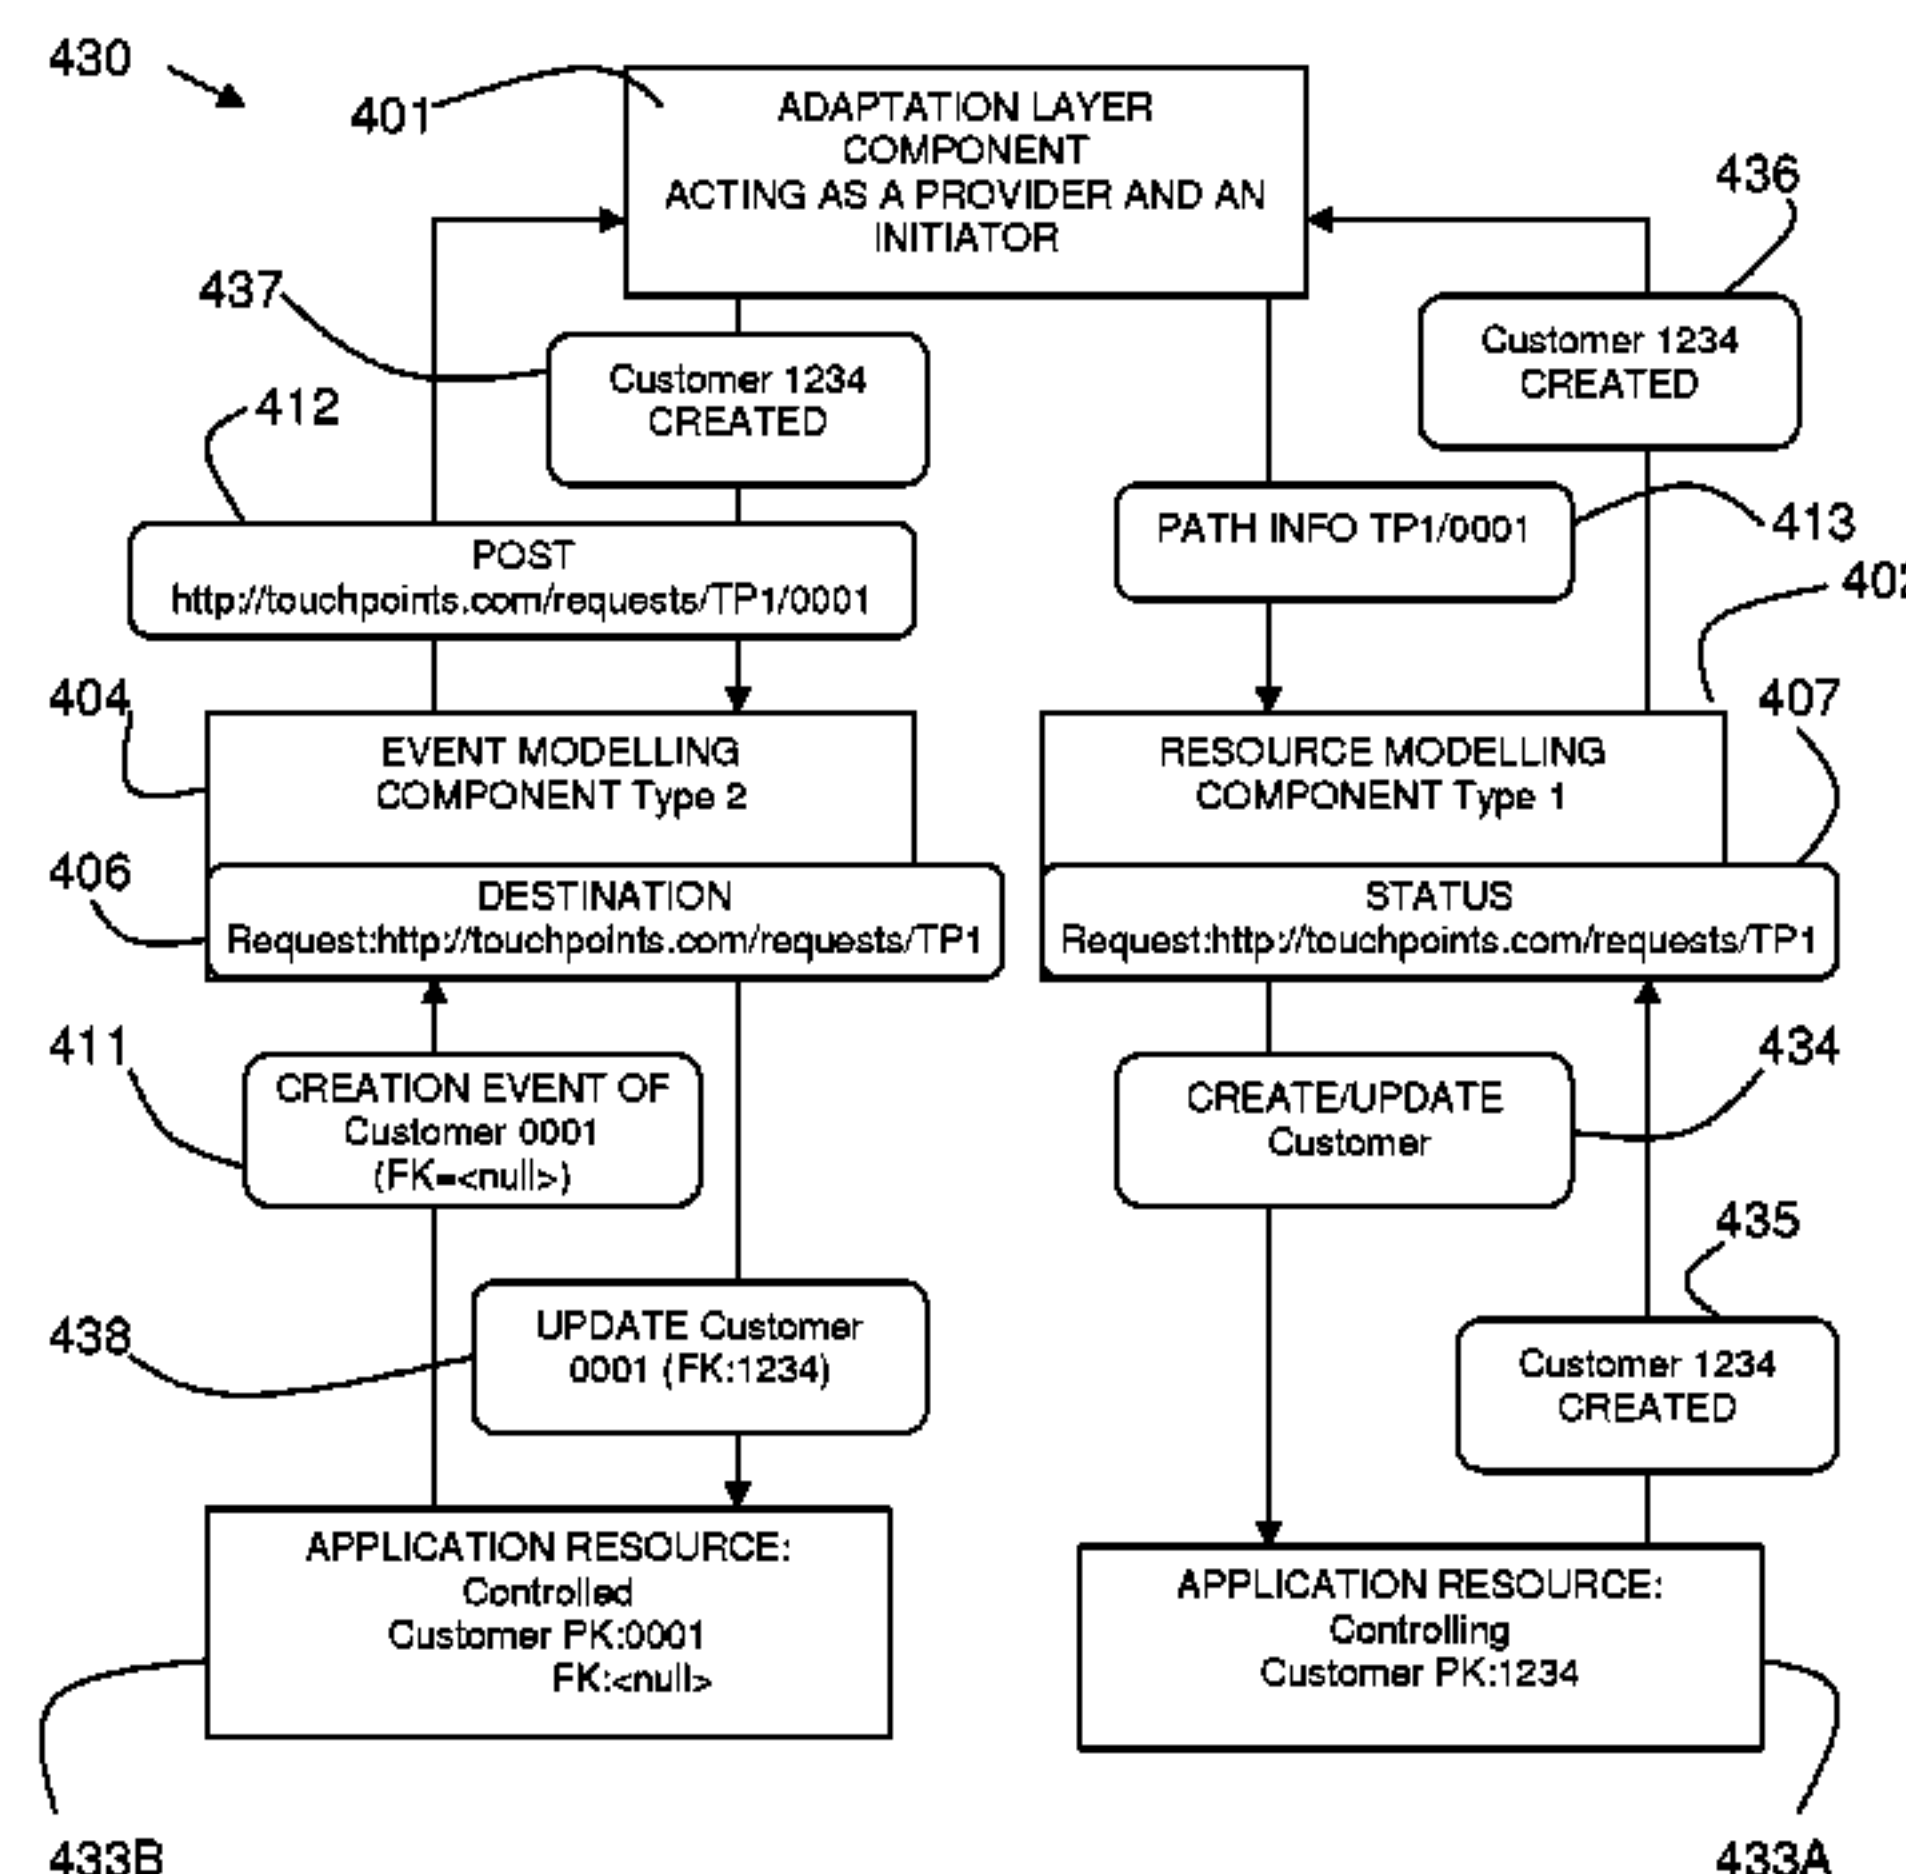 430
401
ADAPTATION LAYER
COMPONENT
ACTING AS A PROVIDER AND AN
INITIATOR
436
437
Customer 1234
CREATED
Customer 1234
CREATED
412
PATH INFO TP1/0001
413
POST
http://touchpoints.com/requests/TP1/0001
402
404
407
EVENT MODELLING
COMPONENT Type 2
RESOURCE MODELLING
COMPONENT Type 1
406
DESTINATION
Request:http://touchpoints.com/requests/TP1
STATUS
Request:http://touchpoints.com/requests/TP1
411
CREATION EVENT OF
Customer 0001
(FK=<null>)
CREATE/UPDATE
Customer
434
435
438
UPDATE Customer
0001 (FK:1234)
Customer 1234
CREATED
APPLICATION RESOURCE:
Controlled
Customer PK:0001
FK:<null>
APPLICATION RESOURCE:
Controlling
Customer PK:1234
433B
433A